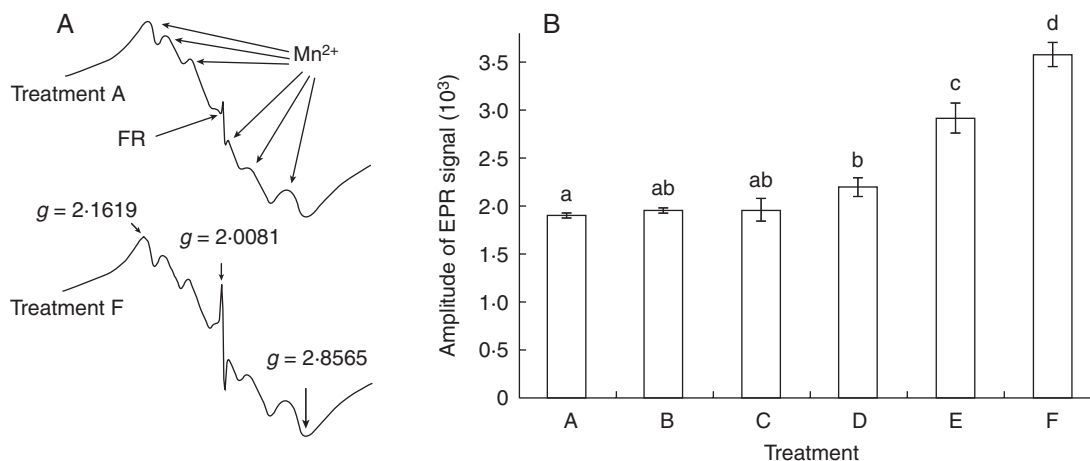 A
Mn²⁺
Treatment A
FR
g = 2·1619
g = 2·0081
Treatment F
g = 2·8565
B
Amplitude of EPR signal (10³)
3·5
3·0
2·5
2·0
1·5
1·0
0·5
0
a
ab
ab
b
c
d
A B C D E F
Treatment